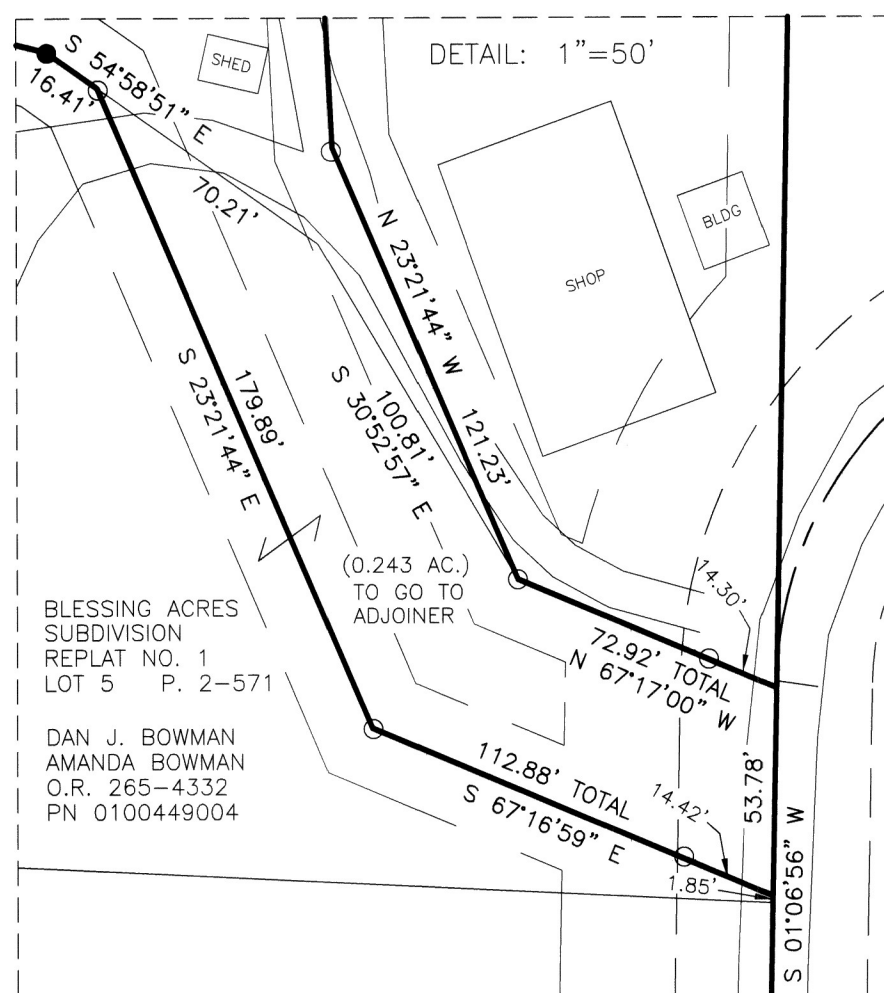 DETAIL: 1"=50'
S 54°58'51" E
16.41'
70.21'
SHED
BLDG
SHOP
N 23°21'44" W
121.23'
179.89'
S 23°21'44" E
100.81'
S 30°52'57" E
(0.243 AC.)
TO GO TO
ADJOINER
14.30'
72.92' TOTAL
N 67°17'00" W
BLESSING ACRES
SUBDIVISION
REPLAT NO. 1
LOT 5 P. 2-571
DAN J. BOWMAN
AMANDA BOWMAN
O.R. 265-4332
PN 0100449004
112.88' TOTAL
S 67°16'59" E
14.42'
53.78'
1.85'
S 01°06'56" W